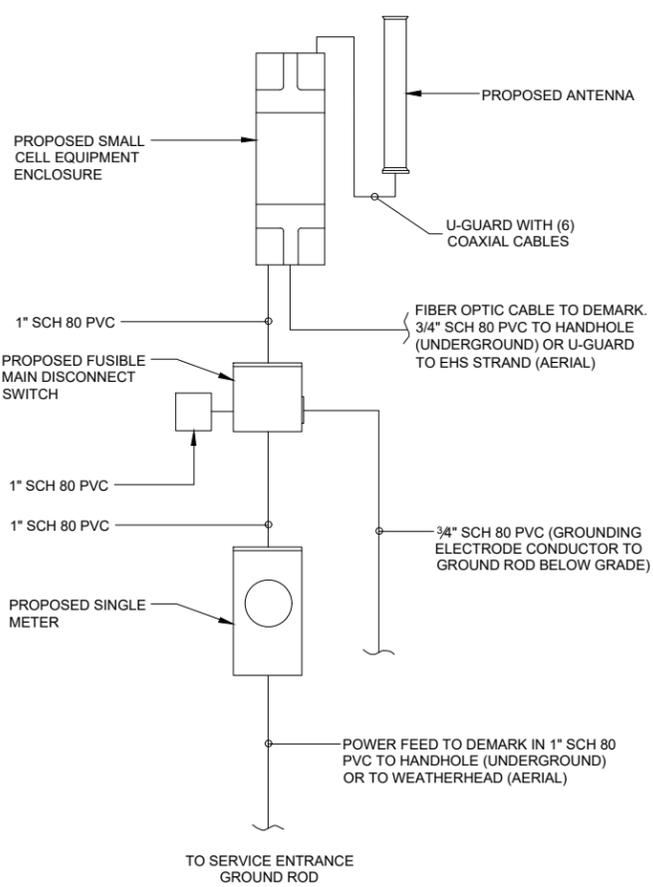 PROPOSED ANTENNA
PROPOSED SMALL
CELL EQUIPMENT
ENCLOSURE
U-GUARD WITH (6)
COAXIAL CABLES
1" SCH 80 PVC
FIBER OPTIC CABLE TO DEMARK.
3/4" SCH 80 PVC TO HANDHOLE
(UNDERGROUND) OR U-GUARD
TO EHS STRAND (AERIAL)
PROPOSED FUSIBLE
MAIN DISCONNECT
SWITCH
1" SCH 80 PVC
1" SCH 80 PVC
3/4" SCH 80 PVC (GROUNDING
ELECTRODE CONDUCTOR TO
GROUND ROD BELOW GRADE)
PROPOSED SINGLE
METER
POWER FEED TO DEMARK IN 1" SCH 80
PVC TO HANDHOLE (UNDERGROUND)
OR TO WEATHERHEAD (AERIAL)
TO SERVICE ENTRANCE
GROUND ROD